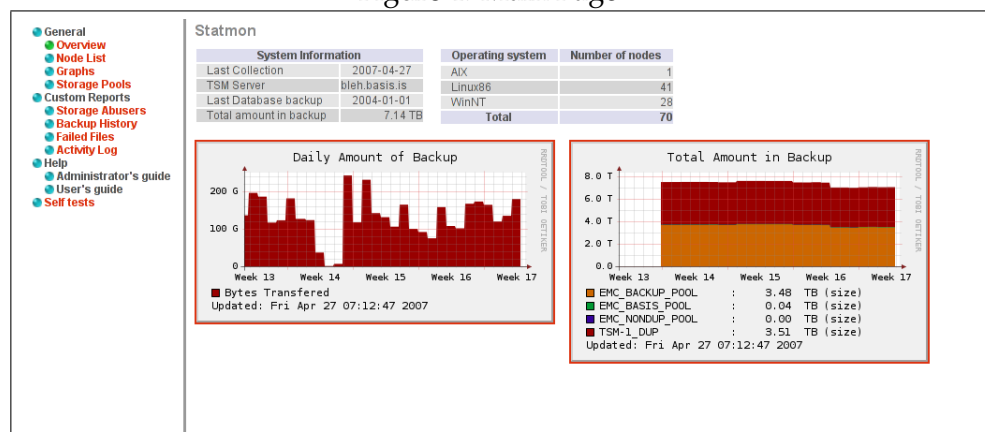 General
Overview
Node List
Graphs
Storage Pools
Custom Reports
Storage Abusers
Backup History
Failed Files
Activity Log
Help
Administrator's guide
User's guide
Self tests
Statmon
System Information
Last Collection 2007-04-27
TSM Server bleh.basis.is
Last Database backup 2004-01-01
Total amount in backup 7.14 TB
Operating system Number of nodes
AIX 1
Linux86 41
WinNT 28
Total 70
Daily Amount of Backup
RRDTOOL / TOBI OETIKER
200 G
100 G
0
Week 13 Week 14 Week 15 Week 16 Week 17
Bytes Transfered
Updated: Fri Apr 27 07:12:47 2007
Total Amount in Backup
RRDTOOL / TOBI OETIKER
8.0 T
6.0 T
4.0 T
2.0 T
0.0
Week 13 Week 14 Week 15 Week 16 Week 17
EMC_BACKUP_POOL : 3.48 TB (size)
EMC_BASIS_POOL : 0.04 TB (size)
EMC_NONDUP_POOL : 0.00 TB (size)
TSM-1_DUP : 3.51 TB (size)
Updated: Fri Apr 27 07:12:47 2007